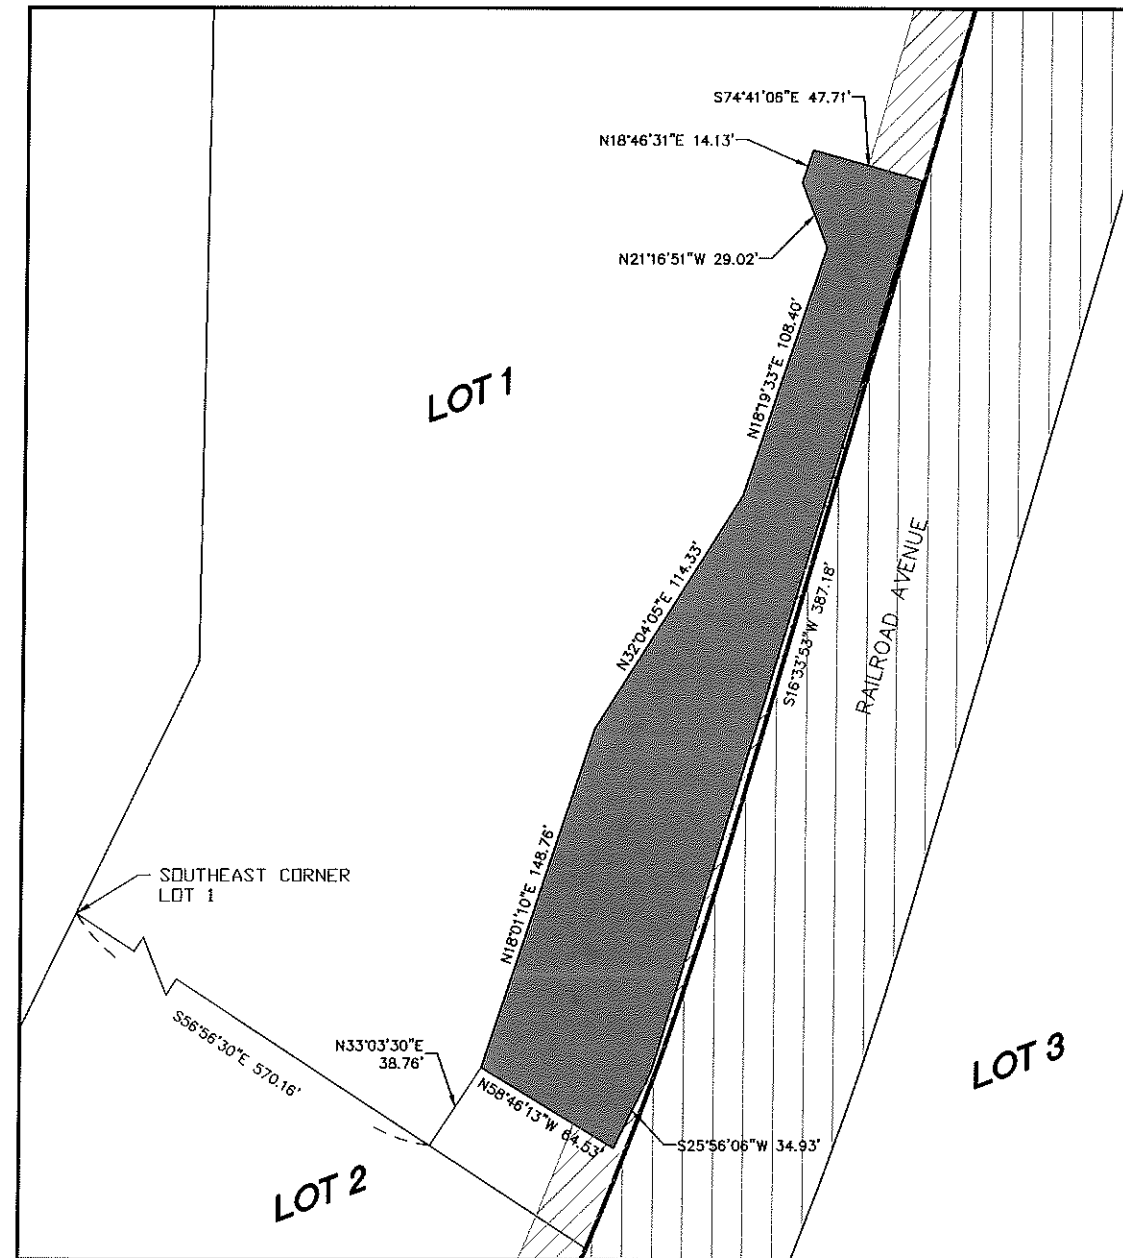 S74°41'06"E 47.71'
N18°46'31"E 14.13'
N21°16'51"W 29.02'
N18°19'33"E 108.40'
LOT 1
N32°04'05"E 114.33'
S16°33'53"W 387.18'
RAILROAD AVENUE
N18°01'10"E 148.76'
SOUTHEAST CORNER
LOT 1
S56°56'30"E 570.16'
N33°03'30"E
38.76'
N58°46'13"W 64.53'
S25°56'06"W 34.93'
LOT 3
LOT 2